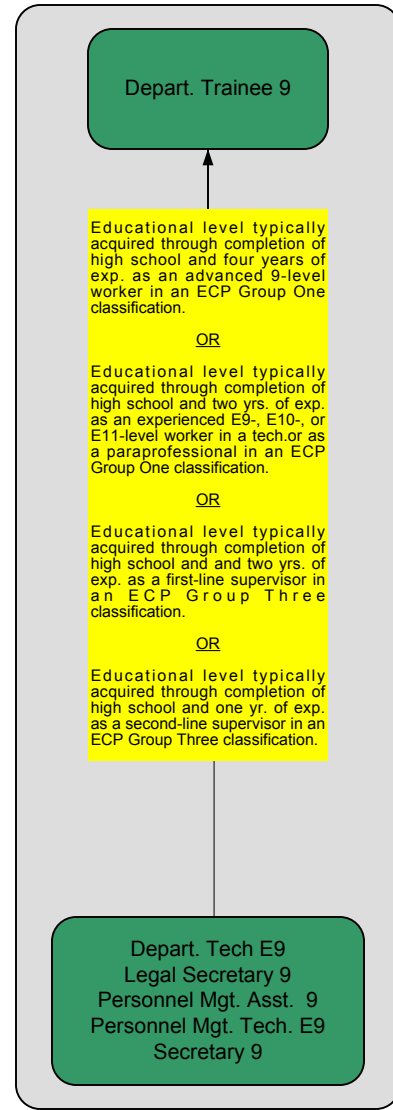 Depart. Trainee 9
Educational level typically
acquired through completion of
high school and four years of
exp. as an advanced 9-level
worker in an ECP Group One
classification.
OR
Educational level typically
acquired through completion of
high school and two yrs. of exp.
as an experienced E9-, E10-, or
E11-level worker in a tech.or as
a paraprofessional in an ECP
Group One classification.
OR
Educational level typically
acquired through completion of
high school and and two yrs. of
exp. as a first-line supervisor in
an ECP Group Three
classification.
OR
Educational level typically
acquired through completion of
high school and one yr. of exp.
as a second-line supervisor in an
ECP Group Three classification.
Depart. Tech E9
Legal Secretary 9
Personnel Mgt. Asst. 9
Personnel Mgt. Tech. E9
Secretary 9